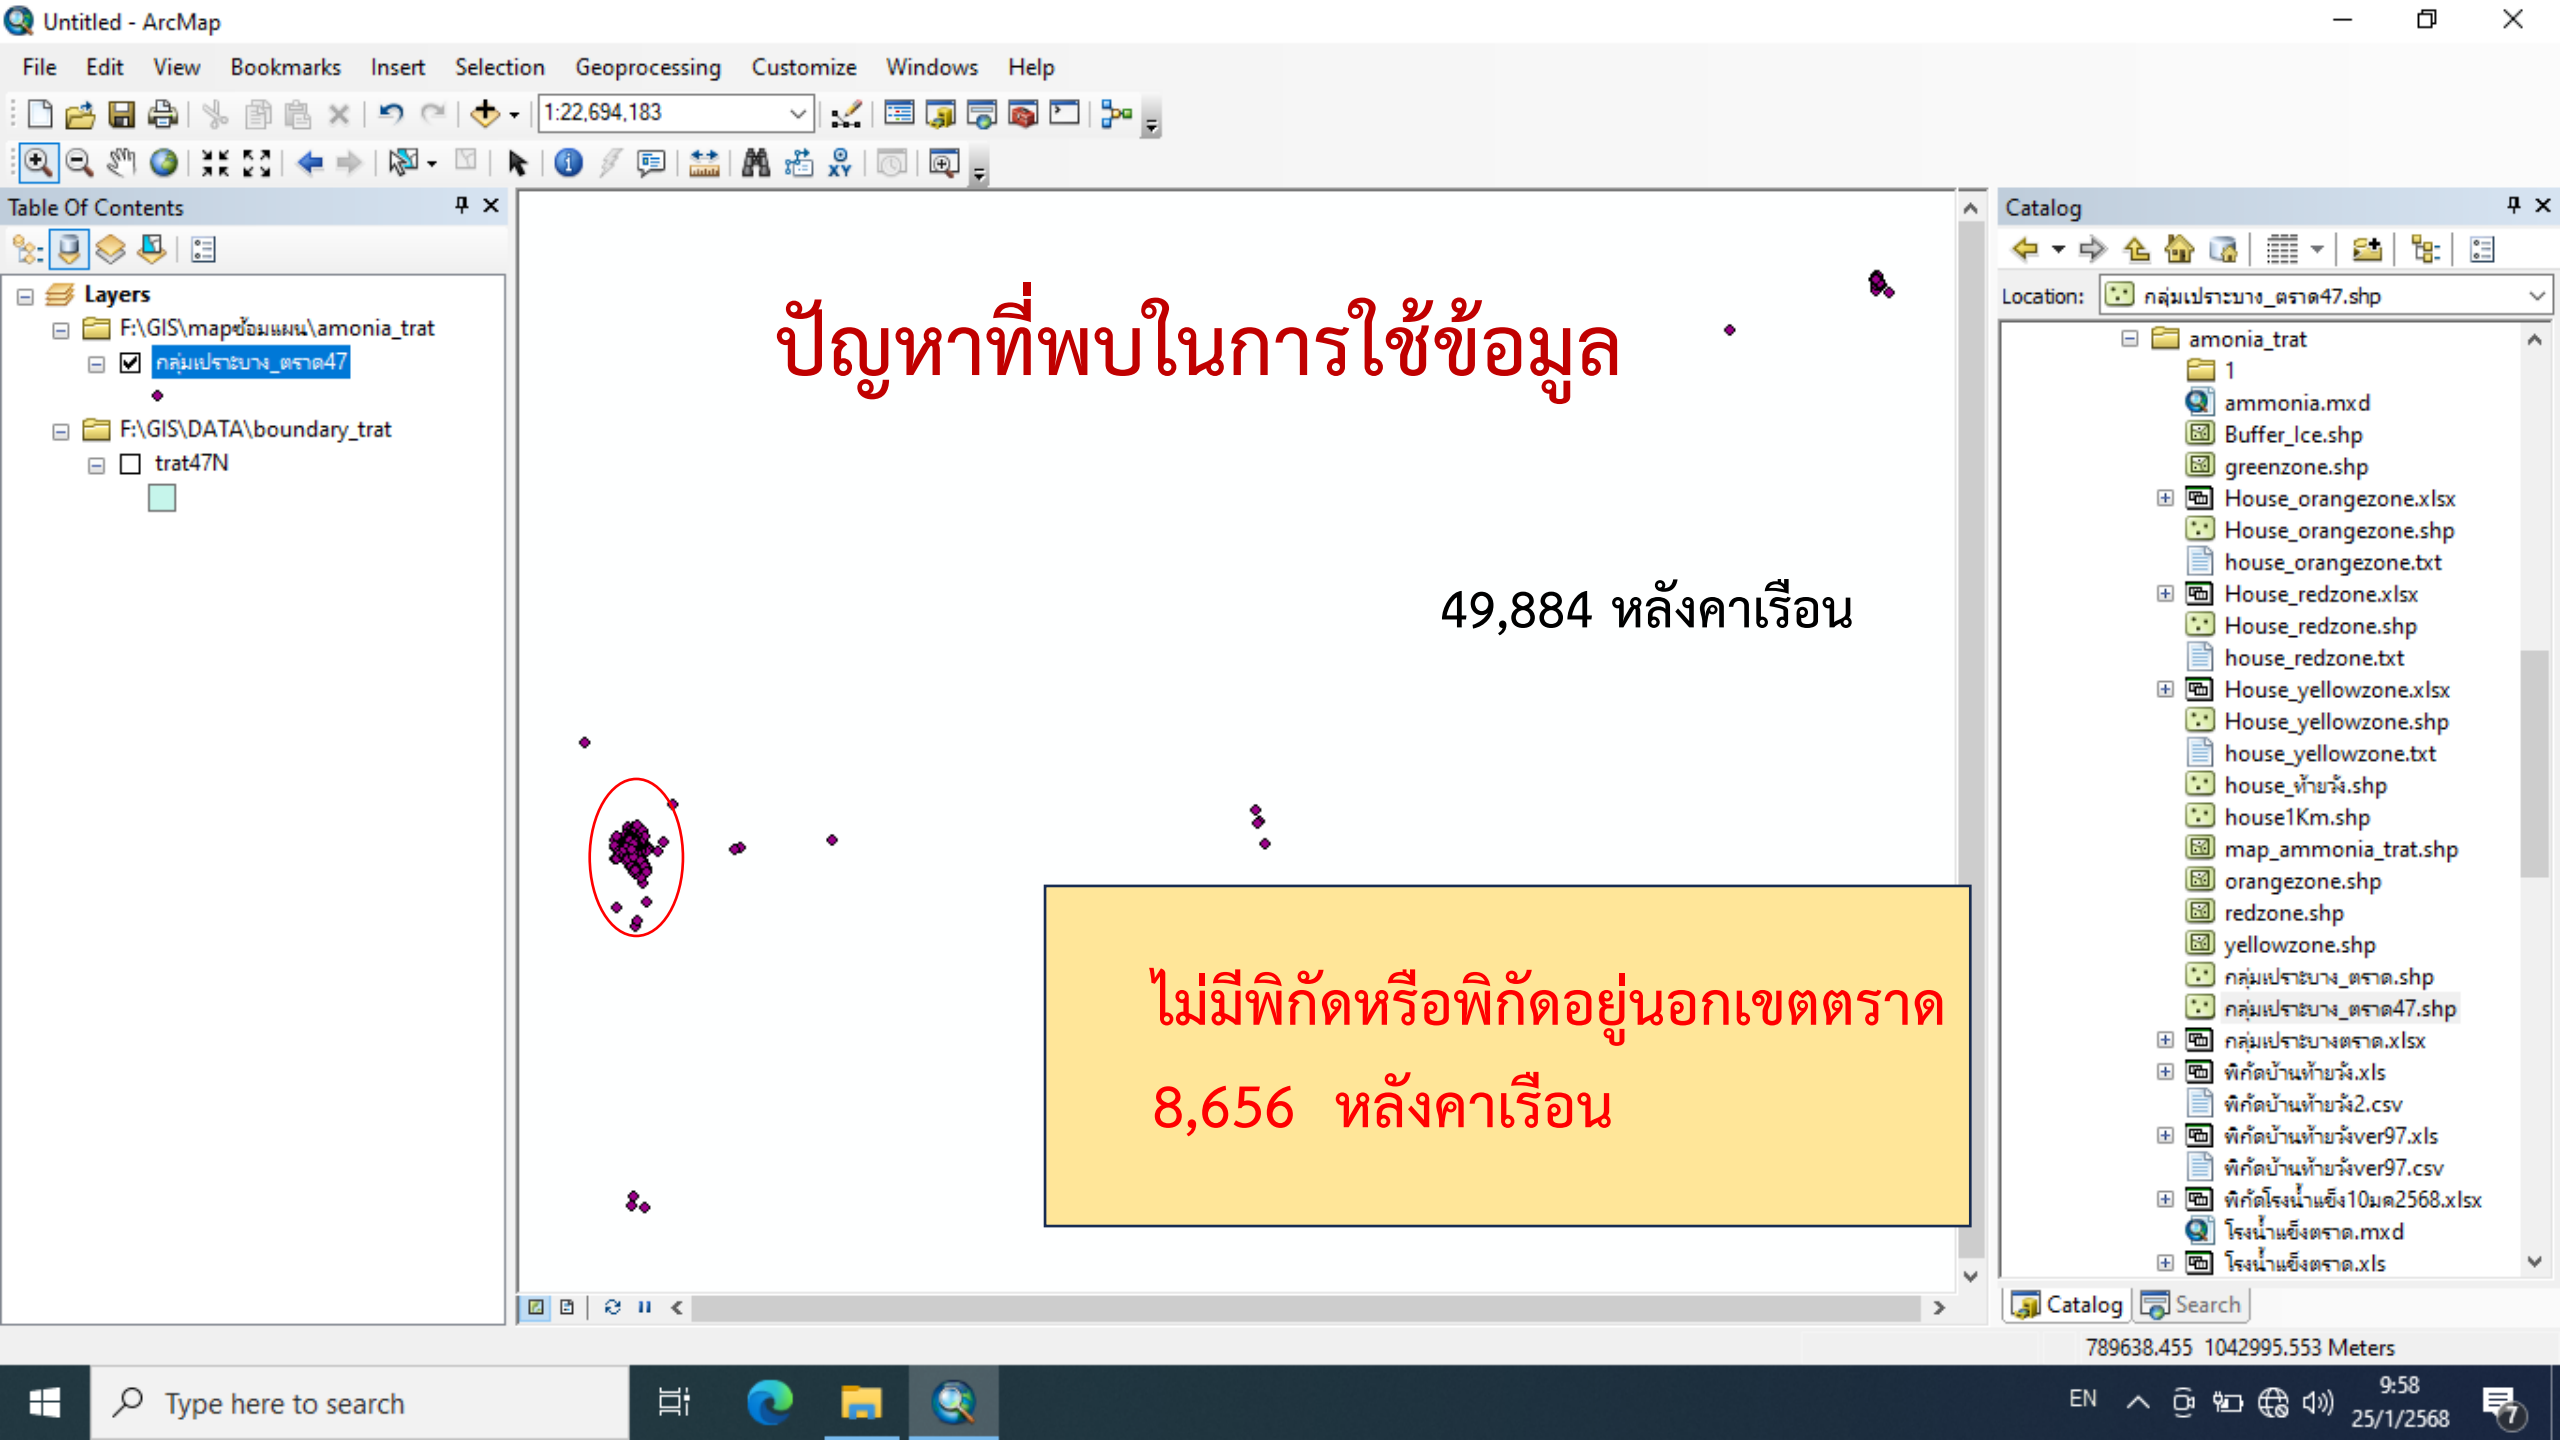 Untitled - ArcMap
File Edit View Bookmarks Insert Selection Geoprocessing Customize Windows Help
1:22,694,183
Table Of Contents
Layers
F:\GIS\mapซ้อมแผน\amonia_trat
กลุ่มเปราะบาง_ตราด47
F:\GIS\DATA\boundary_trat
trat47N
ปัญหาที่พบในการใช้ข้อมูล
49,884 หลังคาเรือน
ไม่มีพิกัดหรือพิกัดอยู่นอกเขตตราด
8,656 หลังคาเรือน
Catalog
Location: กลุ่มเปราะบาง_ตราด47.shp
amonia_trat
1
ammonia.mxd
Buffer_Ice.shp
greenzone.shp
House_orangezone.xlsx
House_orangezone.shp
house_orangezone.txt
House_redzone.xlsx
House_redzone.shp
house_redzone.txt
House_yellowzone.xlsx
House_yellowzone.shp
house_yellowzone.txt
house_ท้ายวัง.shp
house1Km.shp
map_ammonia_trat.shp
orangezone.shp
redzone.shp
yellowzone.shp
กลุ่มเปราะบาง_ตราด.shp
กลุ่มเปราะบาง_ตราด47.shp
กลุ่มเปราะบางตราด.xlsx
พิกัดบ้านท้ายวัง.xls
พิกัดบ้านท้ายวัง2.csv
พิกัดบ้านท้ายวังver97.xls
พิกัดบ้านท้ายวังver97.csv
พิกัดโรงน้ำแข็ง10มค2568.xlsx
โรงน้ำแข็งตราด.mxd
โรงน้ำแข็งตราด.xls
Catalog Search
789638.455 1042995.553 Meters
Type here to search
EN
9:58
25/1/2568
7